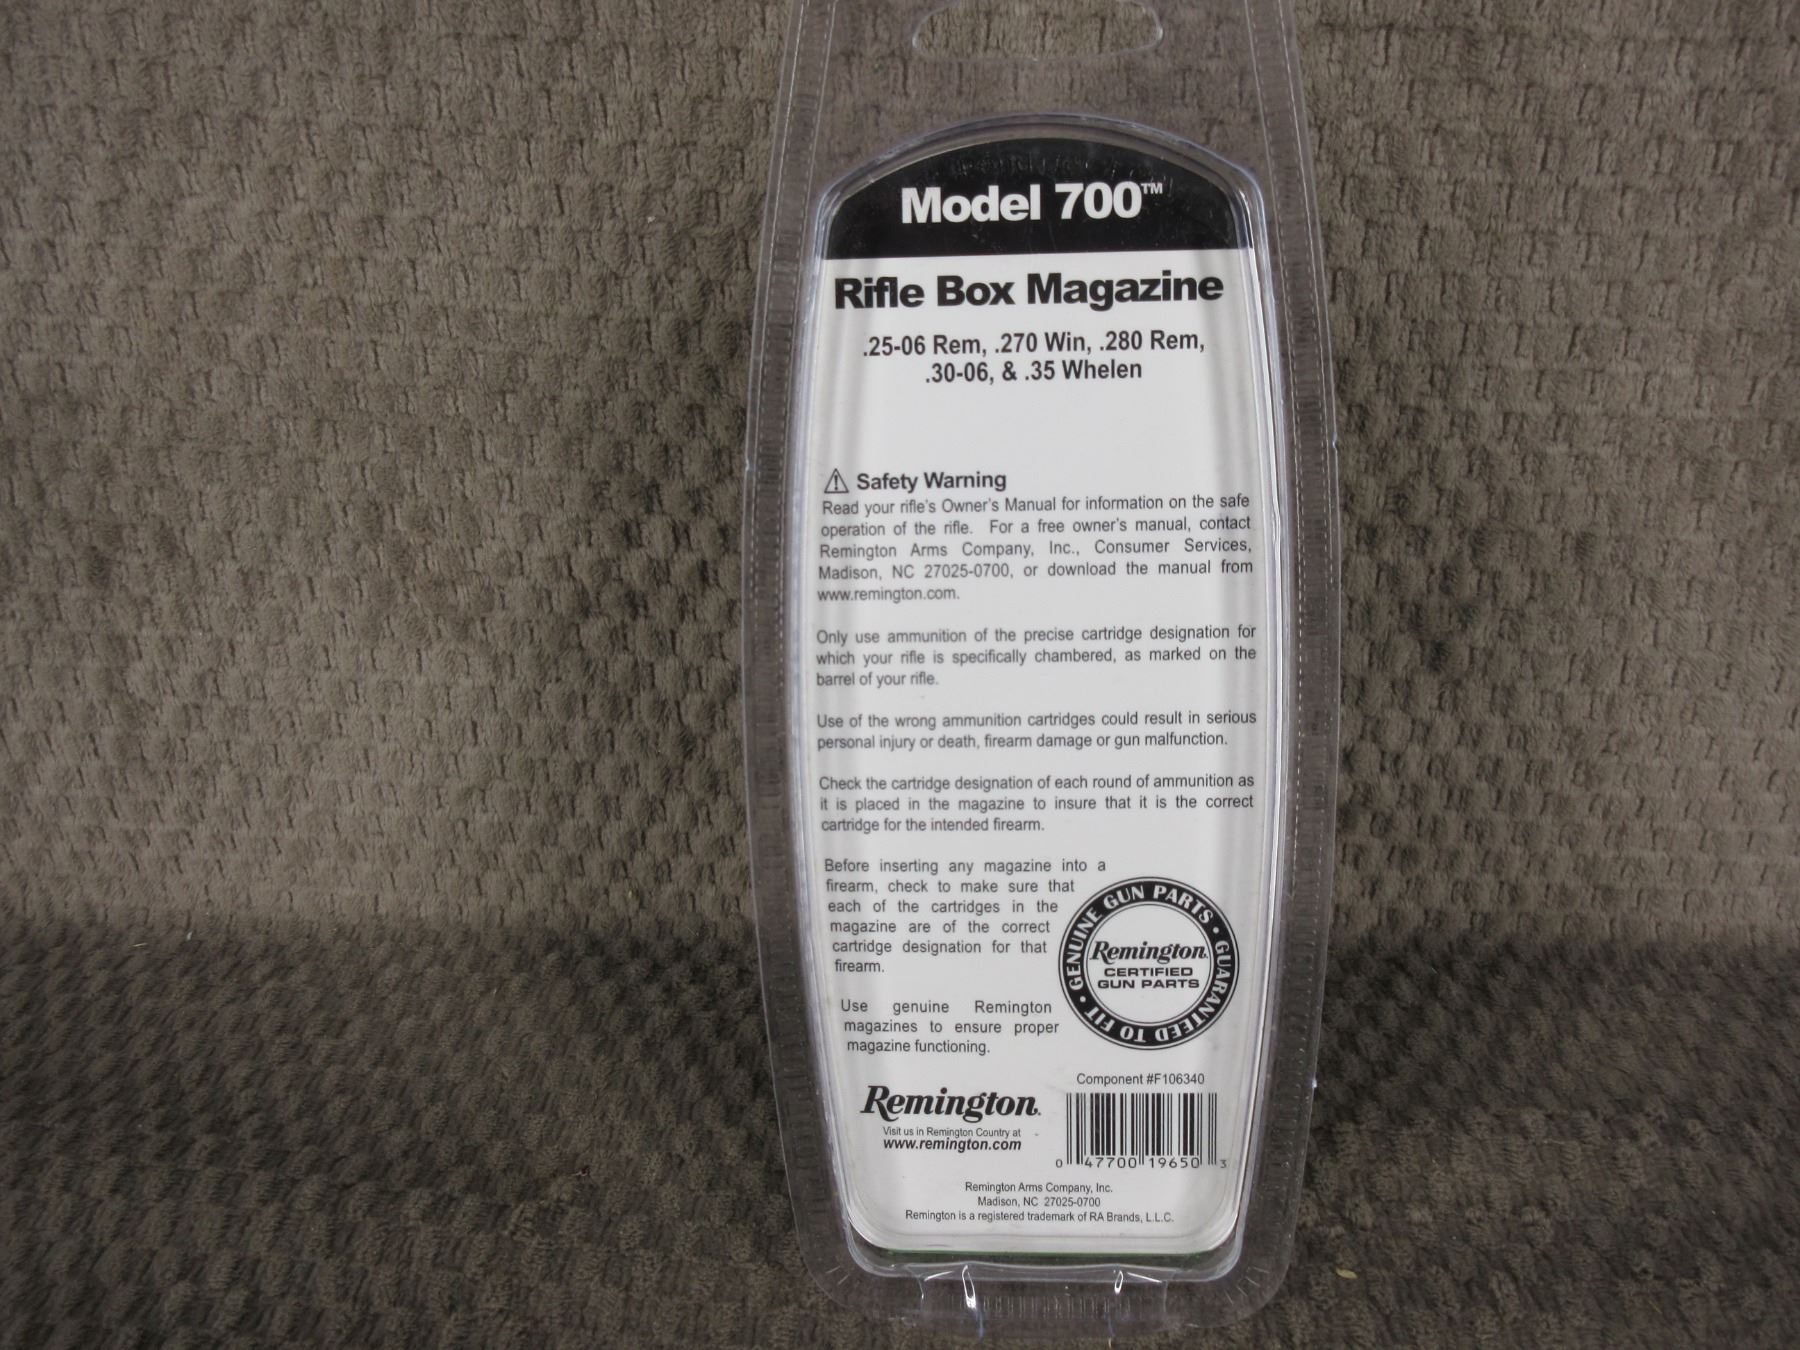 Model 700™
Rifle Box Magazine
.25-06 Rem, .270 Win, .280 Rem,
.30-06, & .35 Whelen
⚠ Safety Warning
Read your rifle's Owner's Manual for information on the safe
operation of the rifle. For a free owner's manual, contact
Remington Arms Company, Inc., Consumer Services,
Madison, NC 27025-0700, or download the manual from
www.remington.com.
Only use ammunition of the precise cartridge designation for
which your rifle is specifically chambered, as marked on the
barrel of your rifle.
Use of the wrong ammunition cartridges could result in serious
personal injury or death, firearm damage or gun malfunction.
Check the cartridge designation of each round of ammunition as
it is placed in the magazine to insure that it is the correct
cartridge for the intended firearm.
Before inserting any magazine into a
firearm, check to make sure that
each of the cartridges in the
magazine are of the correct
cartridge designation for that
firearm.
Use genuine Remington
magazines to ensure proper
magazine functioning.
• GENUINE GUN PARTS • GUARANTEED TO FIT
Remington
CERTIFIED
GUN PARTS
Component #F106340
Remington.
Visit us in Remington Country at
www.remington.com
0 47700 19650 3
Remington Arms Company, Inc.
Madison, NC 27025-0700
Remington is a registered trademark of RA Brands, L.L.C.